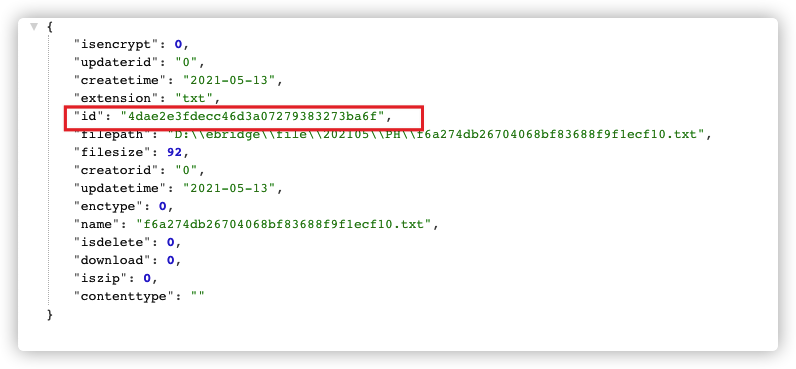 {
"isencrypt": 0,
"updaterid": "0",
"createtime": "2021-05-13",
"extension": "txt",
"id": "4dae2e3fdecc46d3a07279383273ba6f",
"filepath": "D:\\ebridge\\file\\202105\\PH\\f6a274db26704068bf83688f9f1ecf10.txt",
"filesize": 92,
"creatorid": "0",
"updatetime": "2021-05-13",
"enctype": 0,
"name": "f6a274db26704068bf83688f9f1ecf10.txt",
"isdelete": 0,
"download": 0,
"iszip": 0,
"contenttype": ""
}